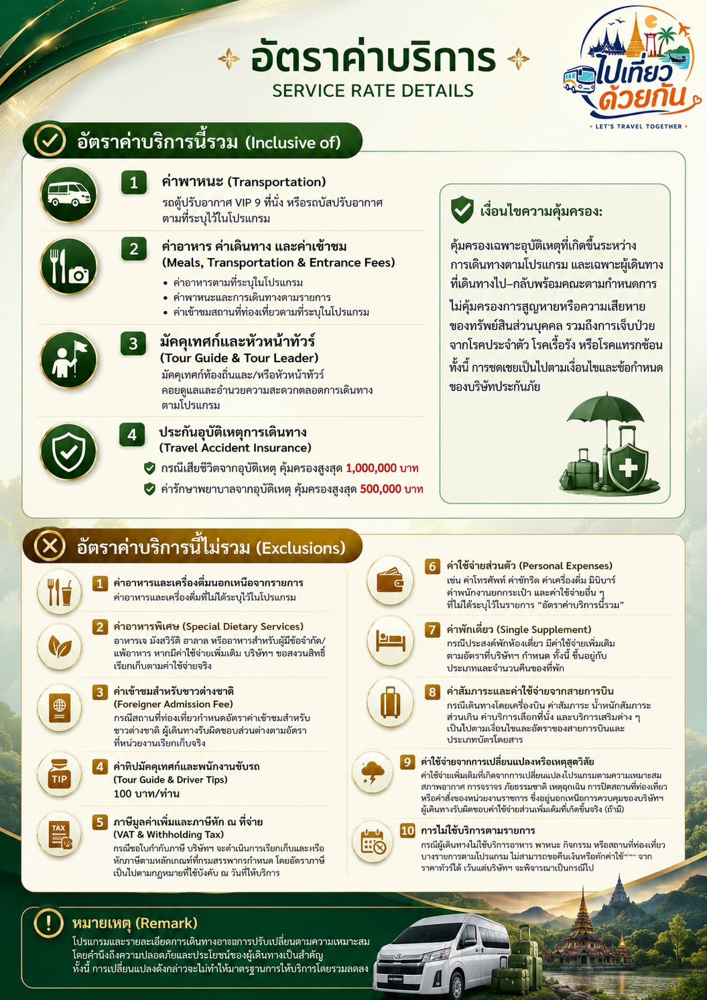 อัตราค่าบริการ
SERVICE RATE DETAILS
ไปเที่ยว
ด้วยกัน
• LET'S TRAVEL TOGETHER •
อัตราค่าบริการนี้รวม (Inclusive of)
1 ค่าพาหนะ (Transportation)
รถตู้ปรับอากาศ VIP 9 ที่นั่ง หรือรถบัสปรับอากาศ
ตามที่ระบุไว้ในโปรแกรม
2 ค่าอาหาร ค่าเดินทาง และค่าเข้าชม
(Meals, Transportation & Entrance Fees)
• ค่าอาหารตามที่ระบุในโปรแกรม
• ค่าพาหนะและการเดินทางตามรายการ
• ค่าเข้าชมสถานที่ท่องเที่ยวตามที่ระบุในโปรแกรม
3 มัคคุเทศก์และหัวหน้าทัวร์
(Tour Guide & Tour Leader)
มัคคุเทศก์ท้องถิ่นและ/หรือหัวหน้าทัวร์
คอยดูแลและอำนวยความสะดวกตลอดการเดินทาง
ตามโปรแกรม
4 ประกันอุบัติเหตุการเดินทาง
(Travel Accident Insurance)
กรณีเสียชีวิตจากอุบัติเหตุ คุ้มครองสูงสุด 1,000,000 บาท
ค่ารักษาพยาบาลจากอุบัติเหตุ คุ้มครองสูงสุด 500,000 บาท
เงื่อนไขความคุ้มครอง:
คุ้มครองเฉพาะอุบัติเหตุที่เกิดขึ้นระหว่าง
การเดินทางตามโปรแกรม และเฉพาะผู้เดินทาง
ที่เดินทางไป–กลับพร้อมคณะตามกำหนดการ
ไม่คุ้มครองการสูญหายหรือความเสียหาย
ของทรัพย์สินส่วนบุคคล รวมถึงการเจ็บป่วย
จากโรคประจำตัว โรคเรื้อรัง หรือโรคแทรกซ้อน
ทั้งนี้ การชดเชยเป็นไปตามเงื่อนไขและข้อกำหนด
ของบริษัทประกันภัย
อัตราค่าบริการนี้ไม่รวม (Exclusions)
1 ค่าอาหารและเครื่องดื่มนอกเหนือจากรายการ
ค่าอาหารและเครื่องดื่มที่ไม่ได้ระบุไว้ในโปรแกรม
2 ค่าอาหารพิเศษ (Special Dietary Services)
อาหารเจ มังสวิรัติ ฮาลาล หรืออาหารสำหรับผู้มีข้อจำกัด/
แพ้อาหาร หากมีค่าใช้จ่ายเพิ่มเติม บริษัทฯ ขอสงวนสิทธิ์
เรียกเก็บตามค่าใช้จ่ายจริง
3 ค่าเข้าชมสำหรับชาวต่างชาติ
(Foreigner Admission Fee)
กรณีสถานที่ท่องเที่ยวกำหนดอัตราค่าเข้าชมสำหรับ
ชาวต่างชาติ ผู้เดินทางรับผิดชอบส่วนต่างตามอัตรา
ที่หน่วยงานเรียกเก็บจริง
TIP
4 ค่าทิปมัคคุเทศก์และพนักงานขับรถ
(Tour Guide & Driver Tips)
100 บาท/ท่าน
TAX
5 ภาษีมูลค่าเพิ่มและภาษีหัก ณ ที่จ่าย
(VAT & Withholding Tax)
กรณีขอใบกำกับภาษี บริษัทฯ จะดำเนินการเรียกเก็บและหรือ
หักภาษีตามหลักเกณฑ์ที่กรมสรรพากรกำหนด โดยอัตราภาษี
เป็นไปตามกฎหมายที่ใช้บังคับ ณ วันที่ให้บริการ
6 ค่าใช้จ่ายส่วนตัว (Personal Expenses)
เช่น ค่าโทรศัพท์ ค่าซักรีด ค่าเครื่องดื่ม มินิบาร์
ค่าพนักงานยกกระเป๋า และค่าใช้จ่ายอื่น ๆ
ที่ไม่ได้ระบุไว้ในรายการ "อัตราค่าบริการนี้รวม"
7 ค่าพักเดี่ยว (Single Supplement)
กรณีประสงค์พักห้องเดี่ยว มีค่าใช้จ่ายเพิ่มเติม
ตามอัตราที่บริษัทฯ กำหนด ทั้งนี้ ขึ้นอยู่กับ
ประเภทและจำนวนคืนของที่พัก
8 ค่าสัมภาระและค่าใช้จ่ายจากสายการบิน
กรณีเดินทางโดยเครื่องบิน ค่าสัมภาระ น้ำหนักสัมภาระ
ส่วนเกิน ค่าบริการเลือกที่นั่ง และบริการเสริมต่าง ๆ
เป็นไปตามเงื่อนไขและอัตราของสายการบินและ
ประเภทบัตรโดยสาร
9 ค่าใช้จ่ายจากการเปลี่ยนแปลงหรือเหตุสุดวิสัย
ค่าใช้จ่ายเพิ่มเติมที่เกิดจากการเปลี่ยนแปลงโปรแกรมตามความเหมาะสม
สภาพอากาศ การจราจร ภัยธรรมชาติ เหตุฉุกเฉิน การปิดสถานที่ท่องเที่ยว
หรือคำสั่งของหน่วยงานราชการ ซึ่งอยู่นอกเหนือการควบคุมของบริษัทฯ
ผู้เดินทางรับผิดชอบค่าใช้จ่ายส่วนเพิ่มเติมที่เกิดขึ้นจริง (ถ้ามี)
10 การไม่ใช้บริการตามรายการ
กรณีผู้เดินทางไม่ใช้บริการอาหาร พาหนะ กิจกรรม หรือสถานที่ท่องเที่ยว
บางรายการตามโปรแกรม ไม่สามารถขอคืนเงินหรือหักค่าใช้ จาก
ราคาทัวร์ได้ เว้นแต่บริษัทฯ จะพิจารณาเป็นกรณีไป
หมายเหตุ (Remark)
โปรแกรมและรายละเอียดการเดินทางการปรับเปลี่ยนตามความเหมาะสม
โดยคำนึงถึงความปลอดภัยและประโยชน์ของผู้เดินทางเป็นสำคัญ
ทั้งนี้ การเปลี่ยนแปลงดังกล่าวจะไม่ทำให้มาตรฐานการให้บริการโดยรวมลดลง